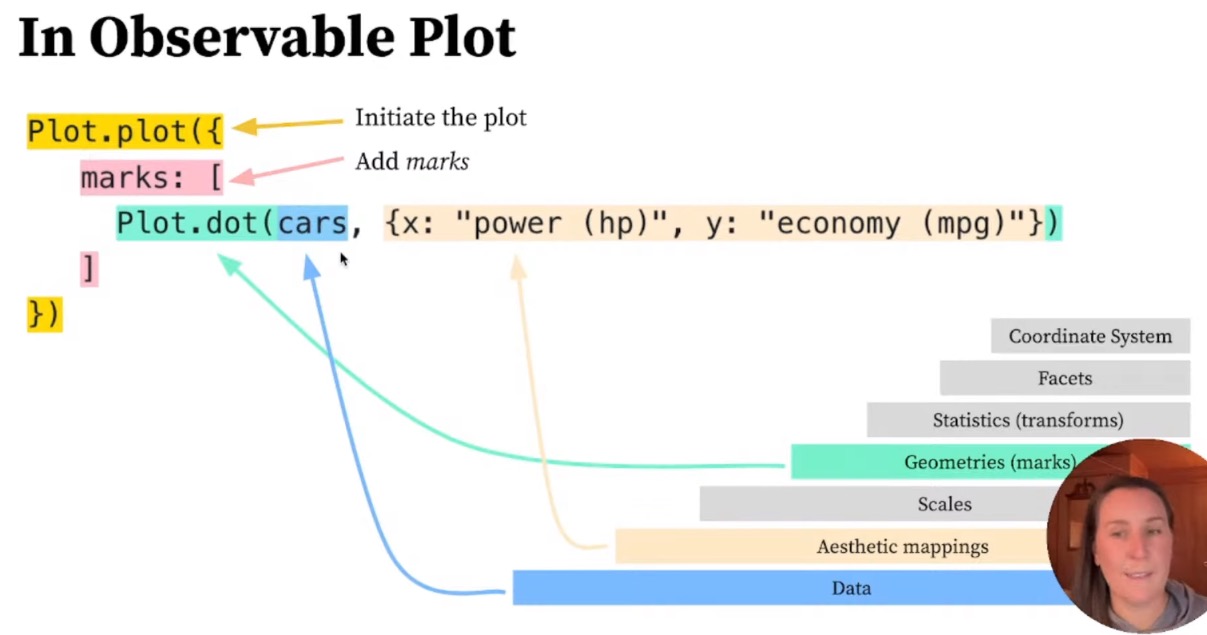 In Observable Plot
Plot.plot({
Initiate the plot
marks: [
Add marks
Plot.dot(cars, {x: "power (hp)", y: "economy (mpg)"})
]
})
Coordinate System
Facets
Statistics (transforms)
Geometries (marks)
Scales
Aesthetic mappings
Data